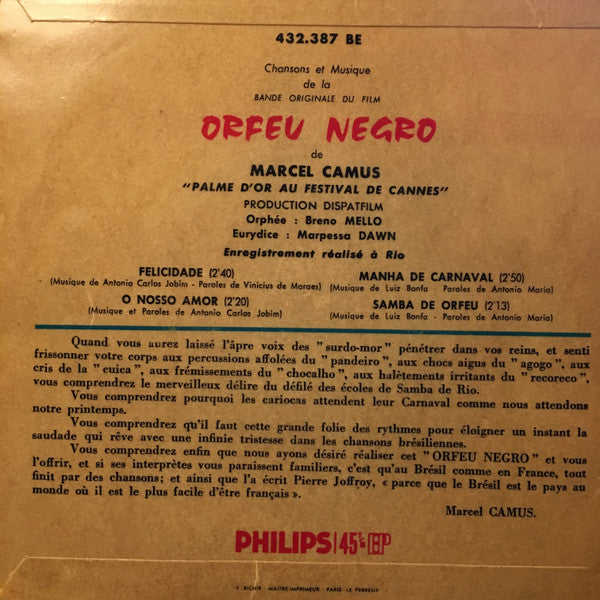 432.387 BE
Chansons et Musique
de la
BANDE ORIGINALE DU FILM
ORFEU NEGRO
de
MARCEL CAMUS
"PALME D'OR AU FESTIVAL DE CANNES"
PRODUCTION DISPATFILM
Orphée : Breno MELLO
Eurydice : Marpessa DAWN
Enregistrement réalisé à Rio
FELICIDADE (2'40)
(Musique de Antonio Carlos Jobim - Paroles de Vinicius de Moraes)
O NOSSO AMOR (2'20)
(Musique et Paroles de Antonio Carlos Jobim)
MANHA DE CARNAVAL (2'50)
(Musique de Luiz Bonfa - Paroles de Antonio Maria)
SAMBA DE ORFEU (2'13)
(Musique de Luiz Bonfa - Paroles de Antonio Maria)
Quand vous aurez laissé l'âpre voix des " surdo-mor " pénétrer dans vos reins, et senti
frissonner votre corps aux percussions affolées du " pandeiro ", aux chocs aigus du " agogo ", aux
cris de la " cuica ", aux frémissements du " chocalho ", aux halètements irritants du " recoreco ",
vous comprendrez le merveilleux délire du défilé des écoles de Samba de Rio.
Vous comprendrez pourquoi les cariocas attendent leur Carnaval comme nous attendons
notre printemps.
Vous comprendrez qu'il faut cette grande folie des rythmes pour éloigner un instant la
saudade qui rêve avec une infinie tristesse dans les chansons brésiliennes.
Vous comprendrez enfin que nous ayons désiré réaliser cet " ORFEU NEGRO " et vous
l'offrir, et si ses interprètes vous paraissent familiers, c'est qu'au Brésil comme en France, tout
finit par des chansons; et ainsi que l'a écrit Pierre Joffroy, « parce que le Brésil est le pays au
monde où il est le plus facile d'être français ».
Marcel CAMUS.
PHILIPS 45 EP
F. RICHIR MAITRE-IMPRIMEUR - PARIS - LE PERREUX